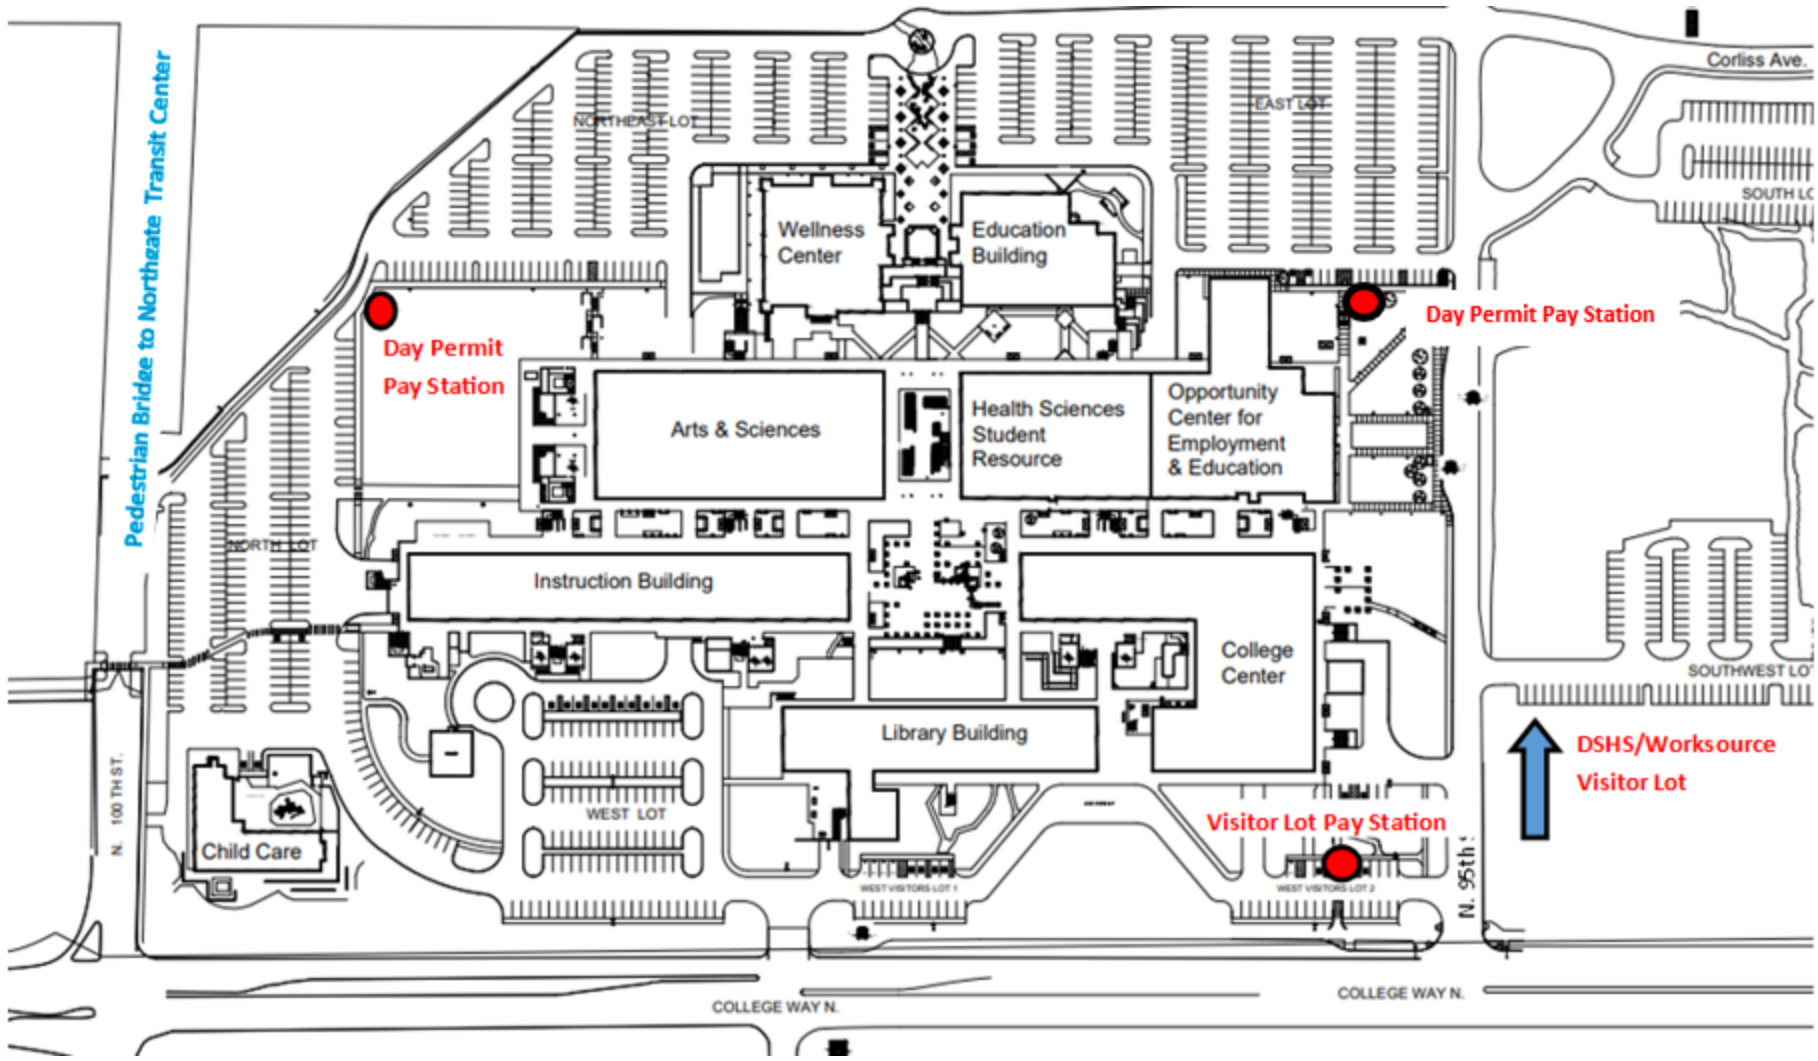 Corliss Ave.
Pedestrian Bridge to Northgate Transit Center
NORTHEAST LOT
EAST LOT
SOUTH LO
Wellness
Center
Education
Building
Day Permit
Pay Station
Day Permit Pay Station
Arts & Sciences
Health Sciences
Student
Resource
Opportunity
Center for
Employment
& Education
NORTH LOT
Instruction Building
College
Center
SOUTHWEST LOT
Library Building
DSHS/Worksource
Visitor Lot
N. 100 TH ST.
WEST LOT
Visitor Lot Pay Station
Child Care
WEST VISITORS LOT 1
WEST VISITORS LOT 2
N. 95th
COLLEGE WAY N.
COLLEGE WAY N.